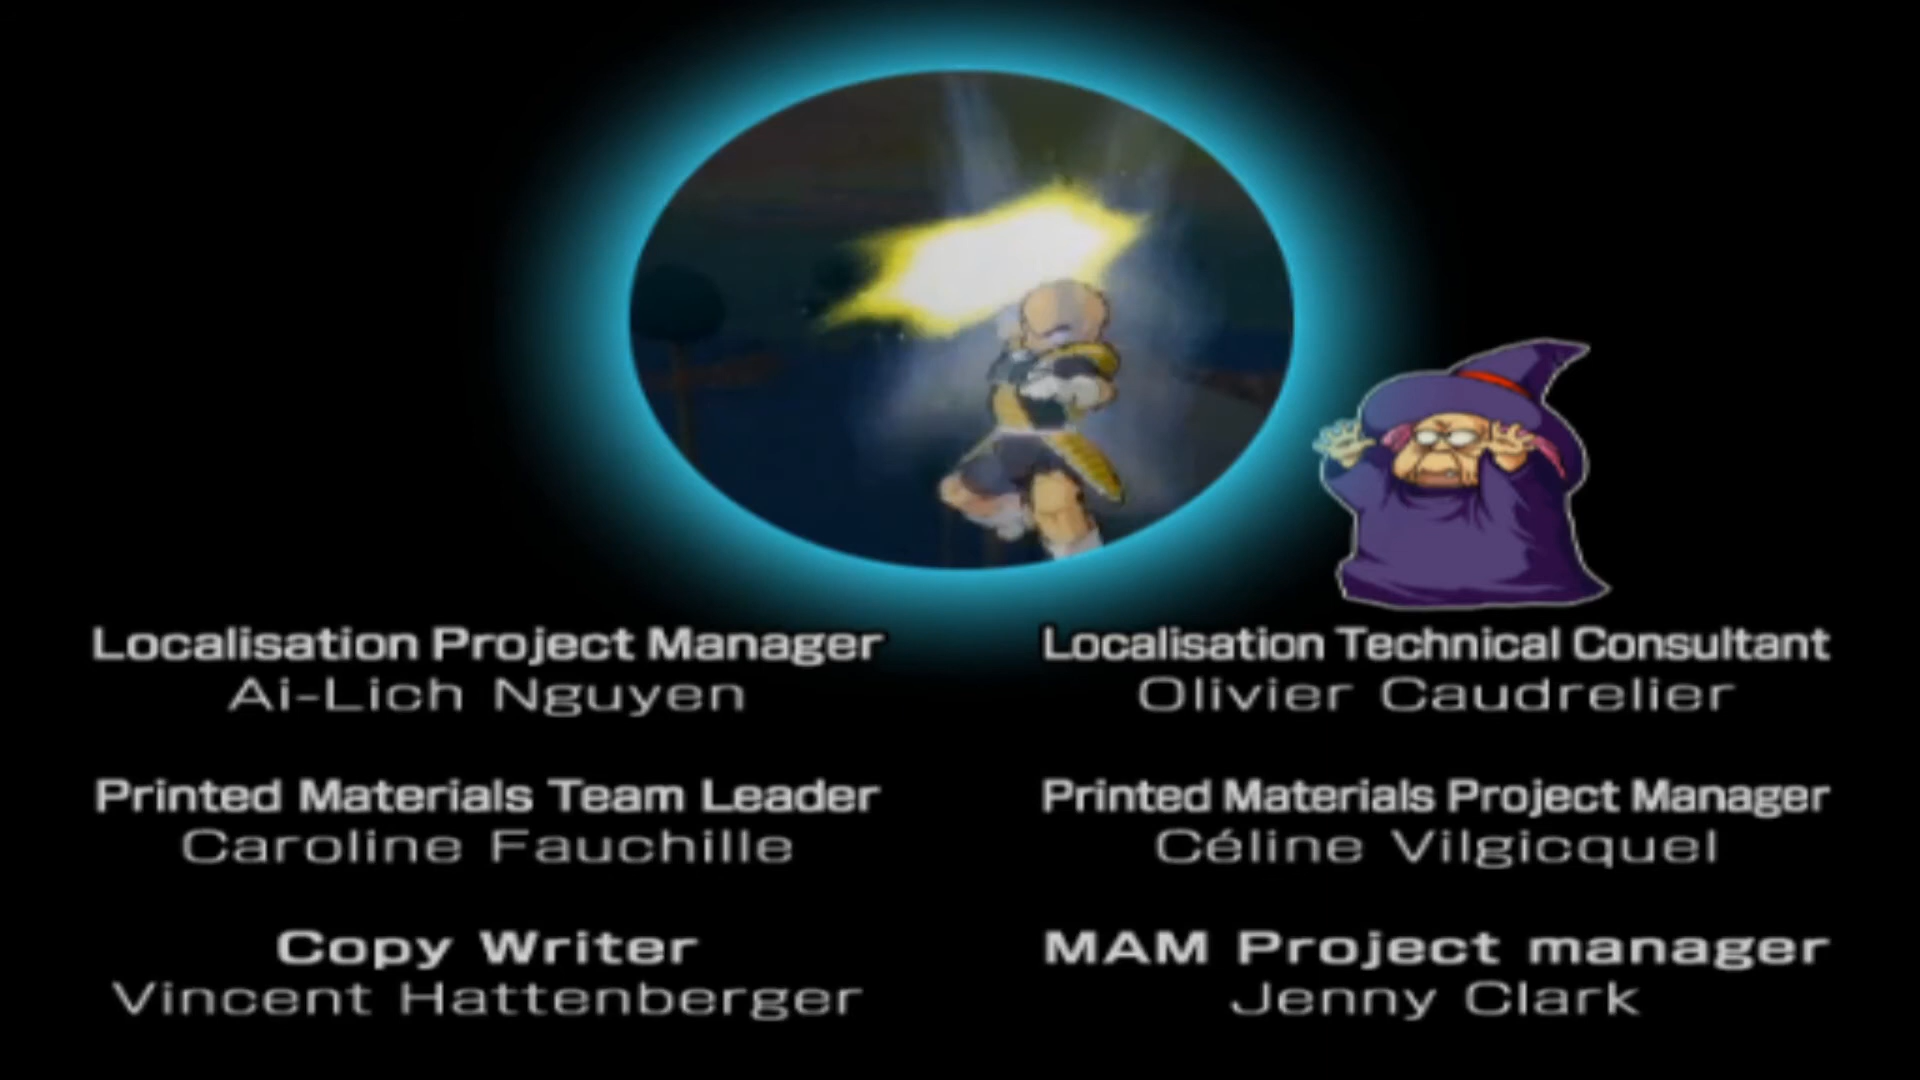 Localisation Project Manager
Ai-Lich Nguyen
Localisation Technical Consultant
Olivier Caudrelier
Printed Materials Team Leader
Caroline Fauchille
Printed Materials Project Manager
Céline Vilgicquel
Copy Writer
Vincent Hattenberger
MAM Project manager
Jenny Clark